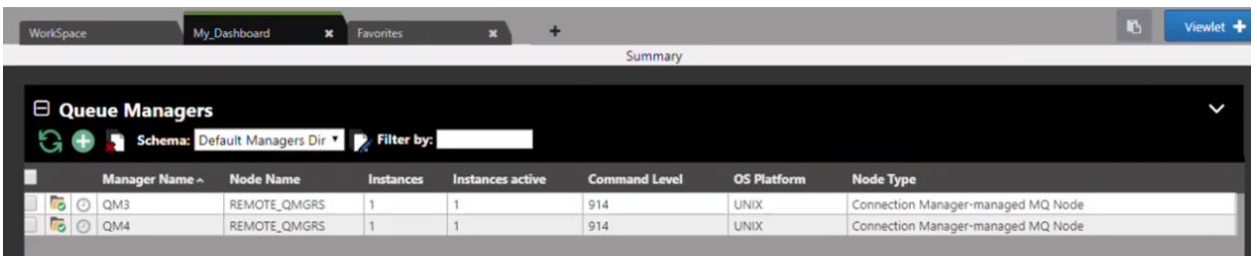 WorkSpace My_Dashboard × Favorites × + Viewlet +
Summary
Queue Managers
Schema: Default Managers Dir Filter by:
Manager Name Node Name Instances Instances active Command Level OS Platform Node Type
QM3 REMOTE_QMGRS 1 1 914 UNIX Connection Manager-managed MQ Node
QM4 REMOTE_QMGRS 1 1 914 UNIX Connection Manager-managed MQ Node